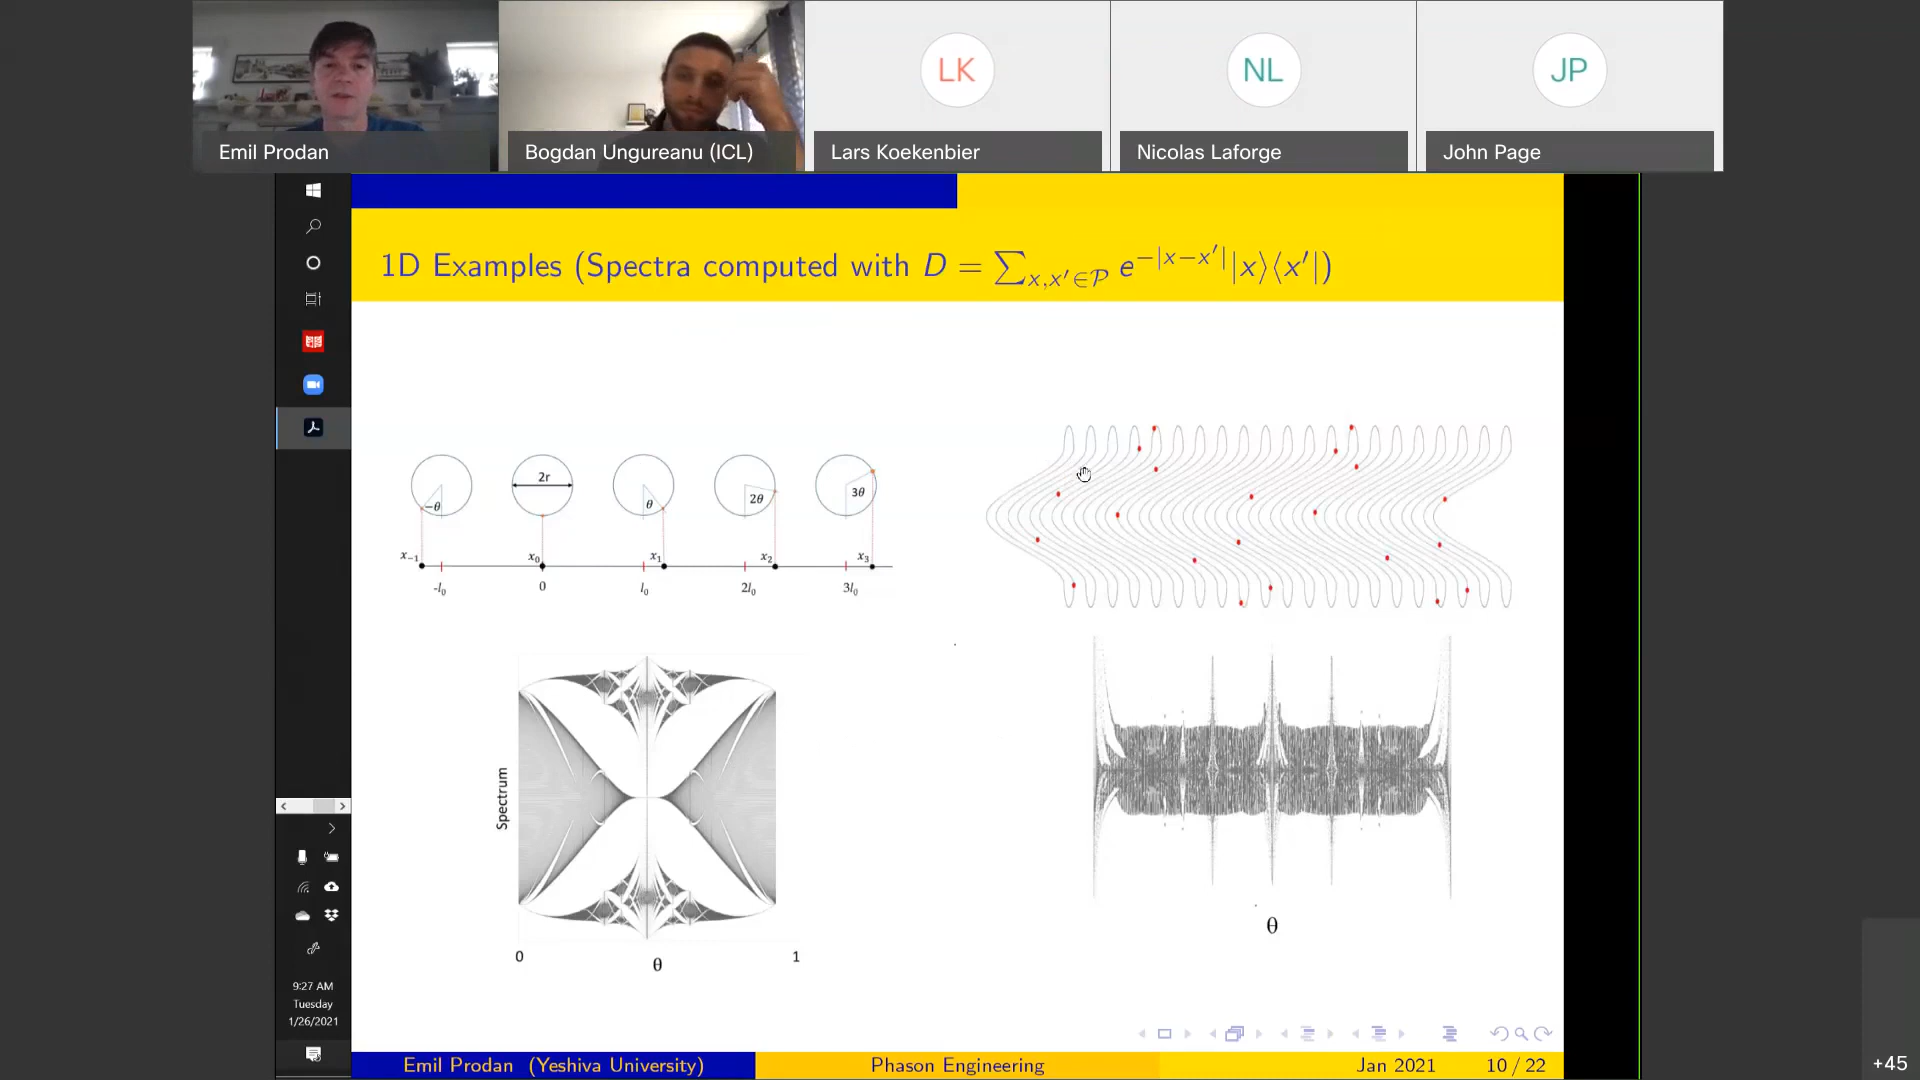 LK
NL
JP
Emil Prodan
Bogdan Ungureanu (ICL)
Lars Koekenbier
Nicolas Laforge
John Page
1D Examples (Spectra computed with D = ∑x,x′∈𝒫 e^−|x−x′| |x⟩⟨x′|)
2r
−θ
θ
2θ
3θ
x₋₁
x₀
x₁
x₂
x₃
-l₀
0
l₀
2l₀
3l₀
Spectrum
0
θ
1
θ
9:27 AM
Tuesday
1/26/2021
Emil Prodan (Yeshiva University)
Phason Engineering
Jan 2021
10 / 22
+45